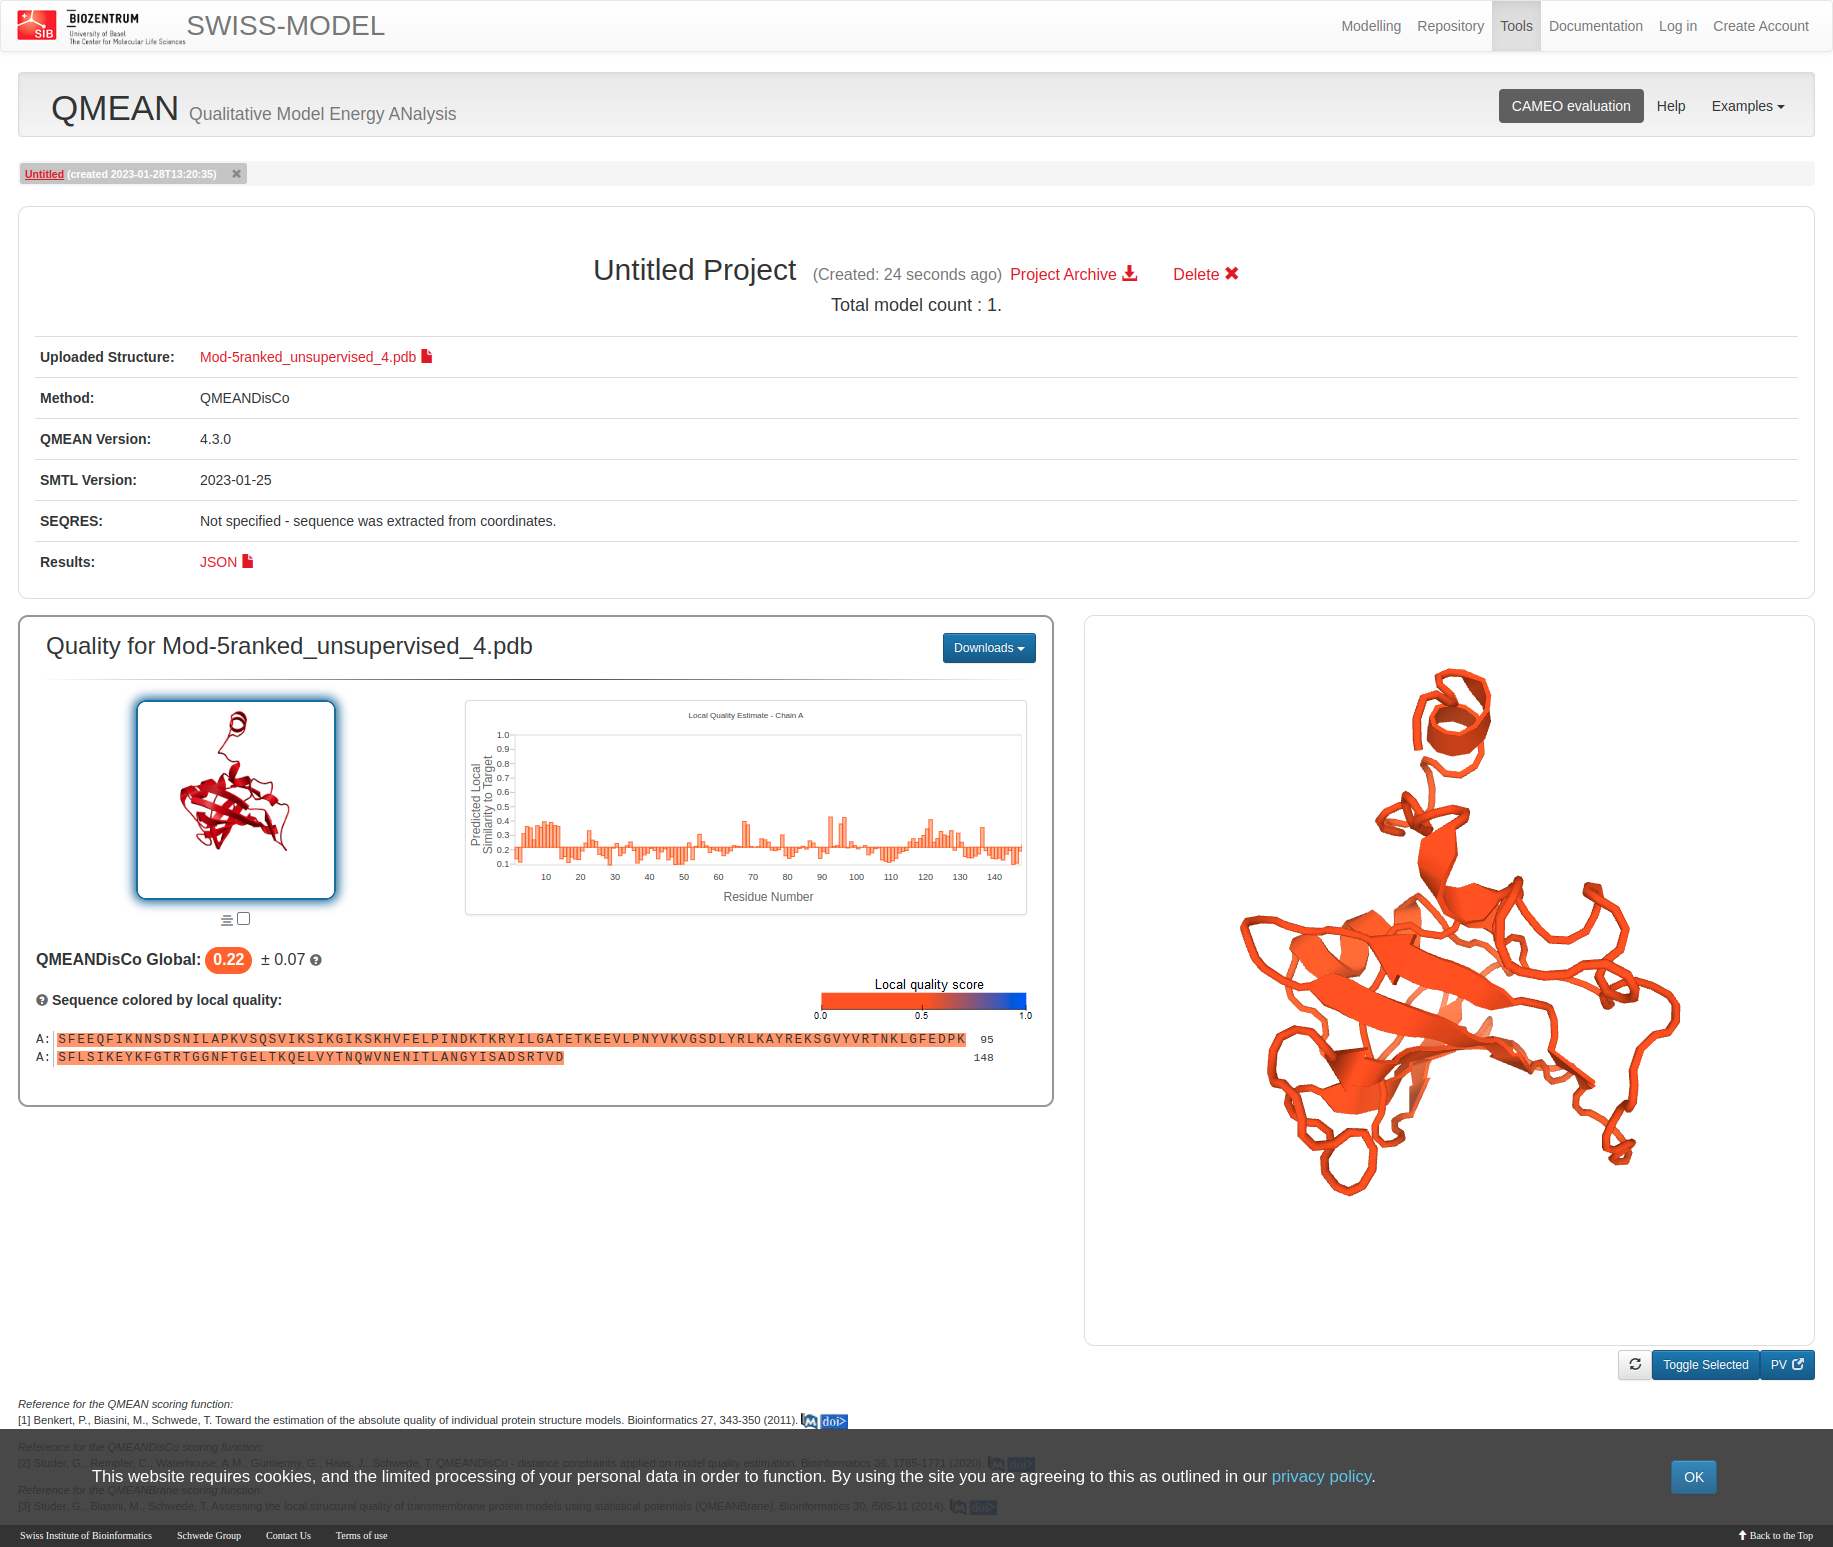 SIB
BIOZENTRUM
University of Basel
The Center for Molecular Life Sciences
SWISS-MODEL
Modelling Repository Tools Documentation Log in Create Account
QMEAN Qualitative Model Energy ANalysis
CAMEO evaluation Help Examples
Untitled (created 2023-01-28T13:20:35)
Untitled Project (Created: 24 seconds ago) Project Archive Delete
Total model count : 1.
Uploaded Structure: Mod-5ranked_unsupervised_4.pdb
Method: QMEANDisCo
QMEAN Version: 4.3.0
SMTL Version: 2023-01-25
SEQRES: Not specified - sequence was extracted from coordinates.
Results: JSON
Quality for Mod-5ranked_unsupervised_4.pdb
Downloads
Local Quality Estimate - Chain A
Predicted Local
Similarity to Target
1.0
0.9
0.8
0.7
0.6
0.5
0.4
0.3
0.2
0.1
10 20 30 40 50 60 70 80 90 100 110 120 130 140
Residue Number
QMEANDisCo Global: 0.22 ± 0.07
Sequence colored by local quality:
Local quality score
0.0 0.5 1.0
A: SFEEQFIKNNSDSNILAPKVSQSVIKSIKGIKSKHVFELPINDKTKRYILGATETKEEVLPNYVKVGSDLYRLKAYREKSGVYVRTNKLGFEDPK 95
A: SFLSIKEYKFGTRTGGNFTGELTKQELVYTNQWVNENITLANGYISADSRTVD 148
Toggle Selected PV
Reference for the QMEAN scoring function:
[1] Benkert, P., Biasini, M., Schwede, T. Toward the estimation of the absolute quality of individual protein structure models. Bioinformatics 27, 343-350 (2011). M doi>
Reference for the QMEANDisCo scoring function:
[2] Studer, G., Rempfer, C., Waterhouse, A.M., Gumienny, G., Haas, J., Schwede, T. QMEANDisCo - distance constraints applied on model quality estimation. Bioinformatics 36, 1765-1771 (2020). M doi>
This website requires cookies, and the limited processing of your personal data in order to function. By using the site you are agreeing to this as outlined in our privacy policy.
OK
Reference for the QMEANBrane scoring function:
[3] Studer, G., Biasini, M., Schwede, T. Assessing the local structural quality of transmembrane protein models using statistical potentials (QMEANBrane). Bioinformatics 30, i505-11 (2014). M doi>
Swiss Institute of Bioinformatics Schwede Group Contact Us Terms of use
Back to the Top